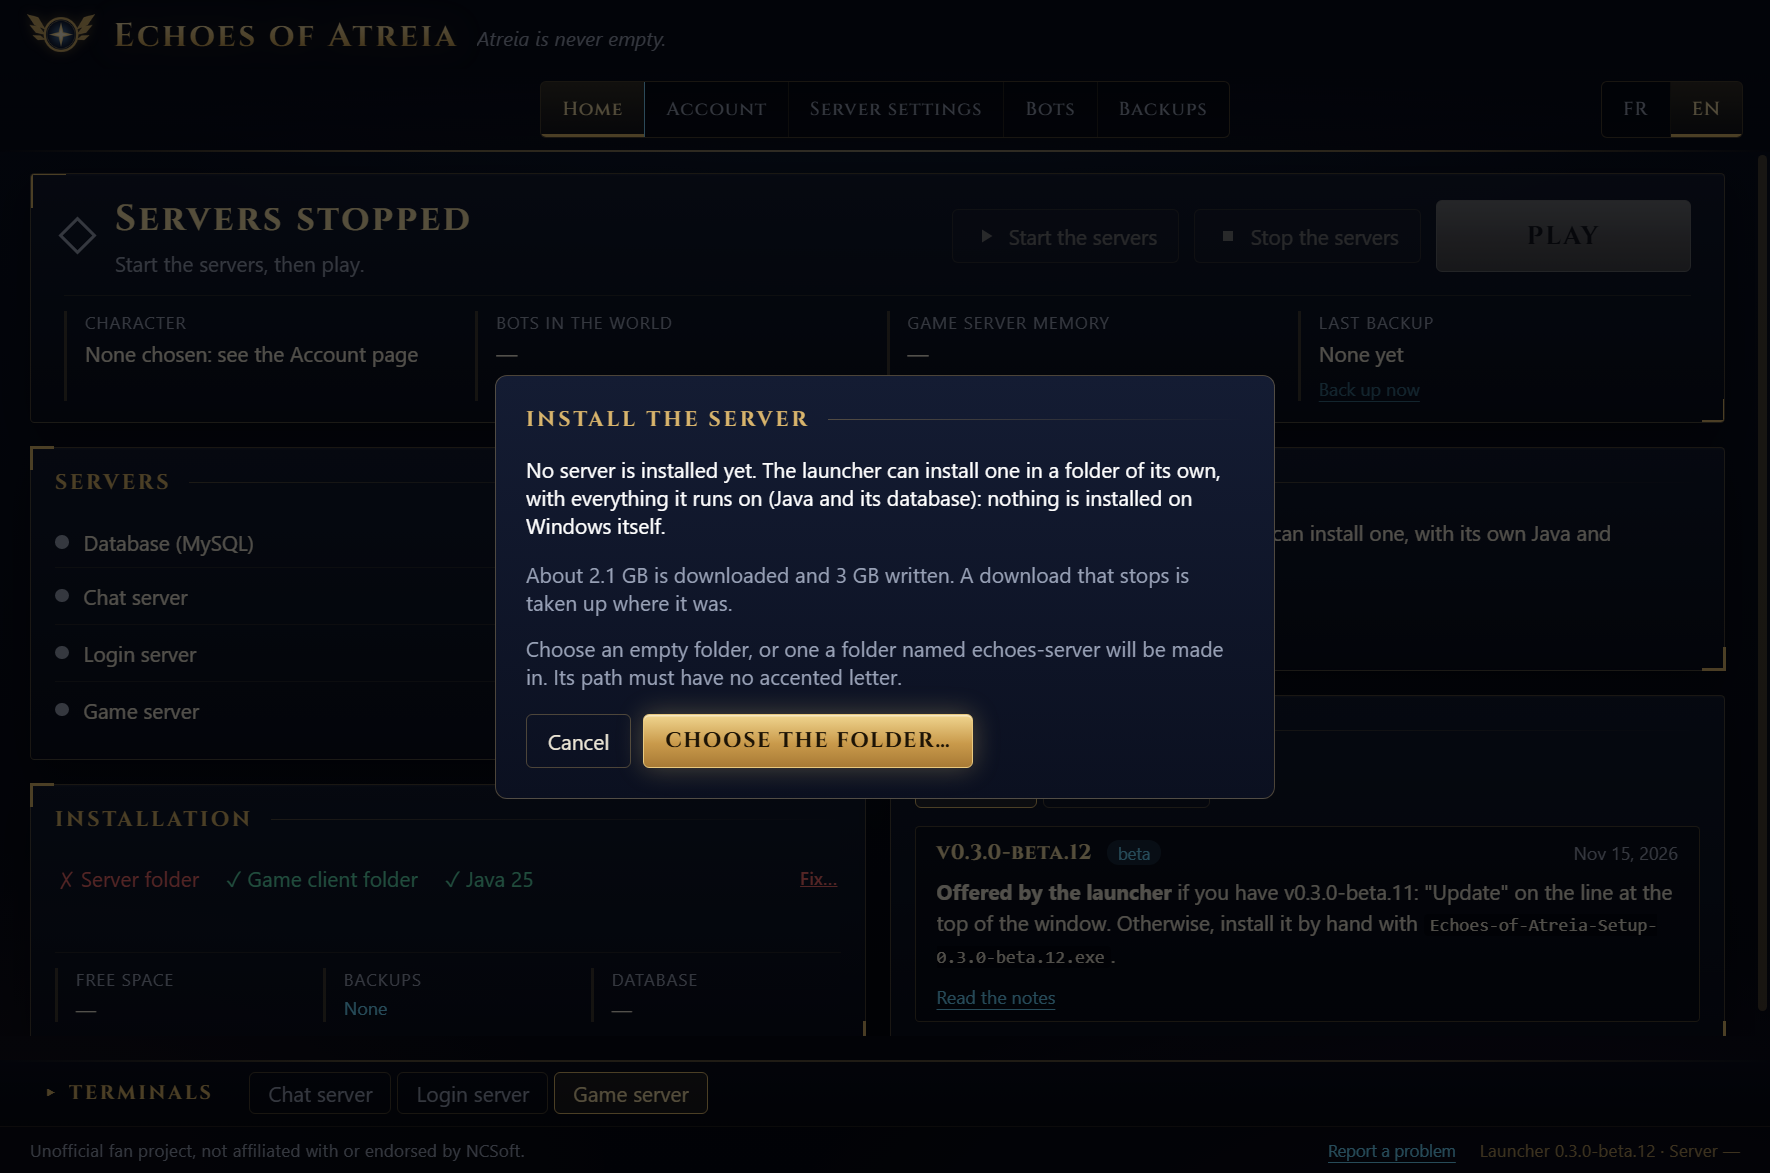 Echoes of Atreia
Atreia is never empty.
Home
Account
Server settings
Bots
Backups
FR
EN
Servers stopped
Start the servers, then play.
Start the servers
Stop the servers
PLAY
CHARACTER
None chosen: see the Account page
BOTS IN THE WORLD
—
GAME SERVER MEMORY
—
LAST BACKUP
None yet
Back up now
INSTALL THE SERVER
No server is installed yet. The launcher can install one in a folder of its own,
with everything it runs on (Java and its database): nothing is installed on
Windows itself.
About 2.1 GB is downloaded and 3 GB written. A download that stops is
taken up where it was.
Choose an empty folder, or one a folder named echoes-server will be made
in. Its path must have no accented letter.
Cancel
CHOOSE THE FOLDER...
SERVERS
Database (MySQL)
Chat server
Login server
Game server
can install one, with its own Java and
INSTALLATION
✗ Server folder
✓ Game client folder
✓ Java 25
Fix...
FREE SPACE
—
BACKUPS
None
DATABASE
—
v0.3.0-beta.12
beta
Nov 15, 2026
Offered by the launcher if you have v0.3.0-beta.11: "Update" on the line at the
top of the window. Otherwise, install it by hand with Echoes-of-Atreia-Setup-
0.3.0-beta.12.exe.
Read the notes
TERMINALS
Chat server
Login server
Game server
Unofficial fan project, not affiliated with or endorsed by NCSoft.
Report a problem
Launcher 0.3.0-beta.12 · Server —